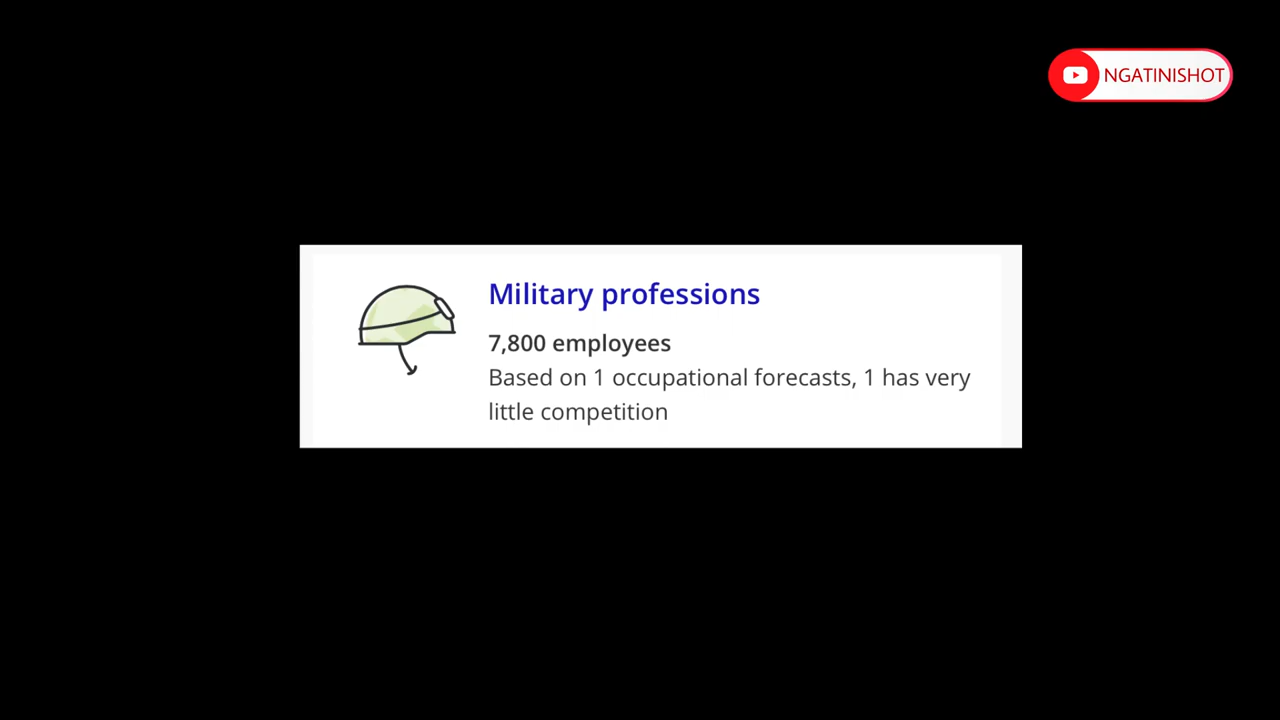 NGATINISHOT
Military professions
7,800 employees
Based on 1 occupational forecasts, 1 has very
little competition